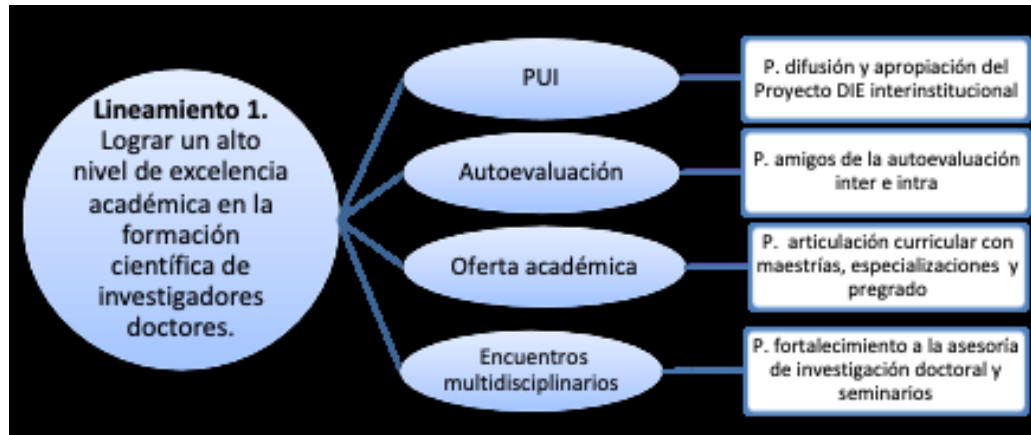 Lineamiento 1.
Lograr un alto
nivel de excelencia
académica en la
formación
científica de
investigadores
doctores.
PUI
P. difusión y apropiación del
Proyecto DIE interinstitucional
Autoevaluación
P. amigos de la autoevaluación
inter e intra
Oferta académica
P. articulación curricular con
maestrías, especializaciones y
pregrado
Encuentros
multidisciplinarios
P. fortalecimiento a la asesoría
de investigación doctoral y
seminarios